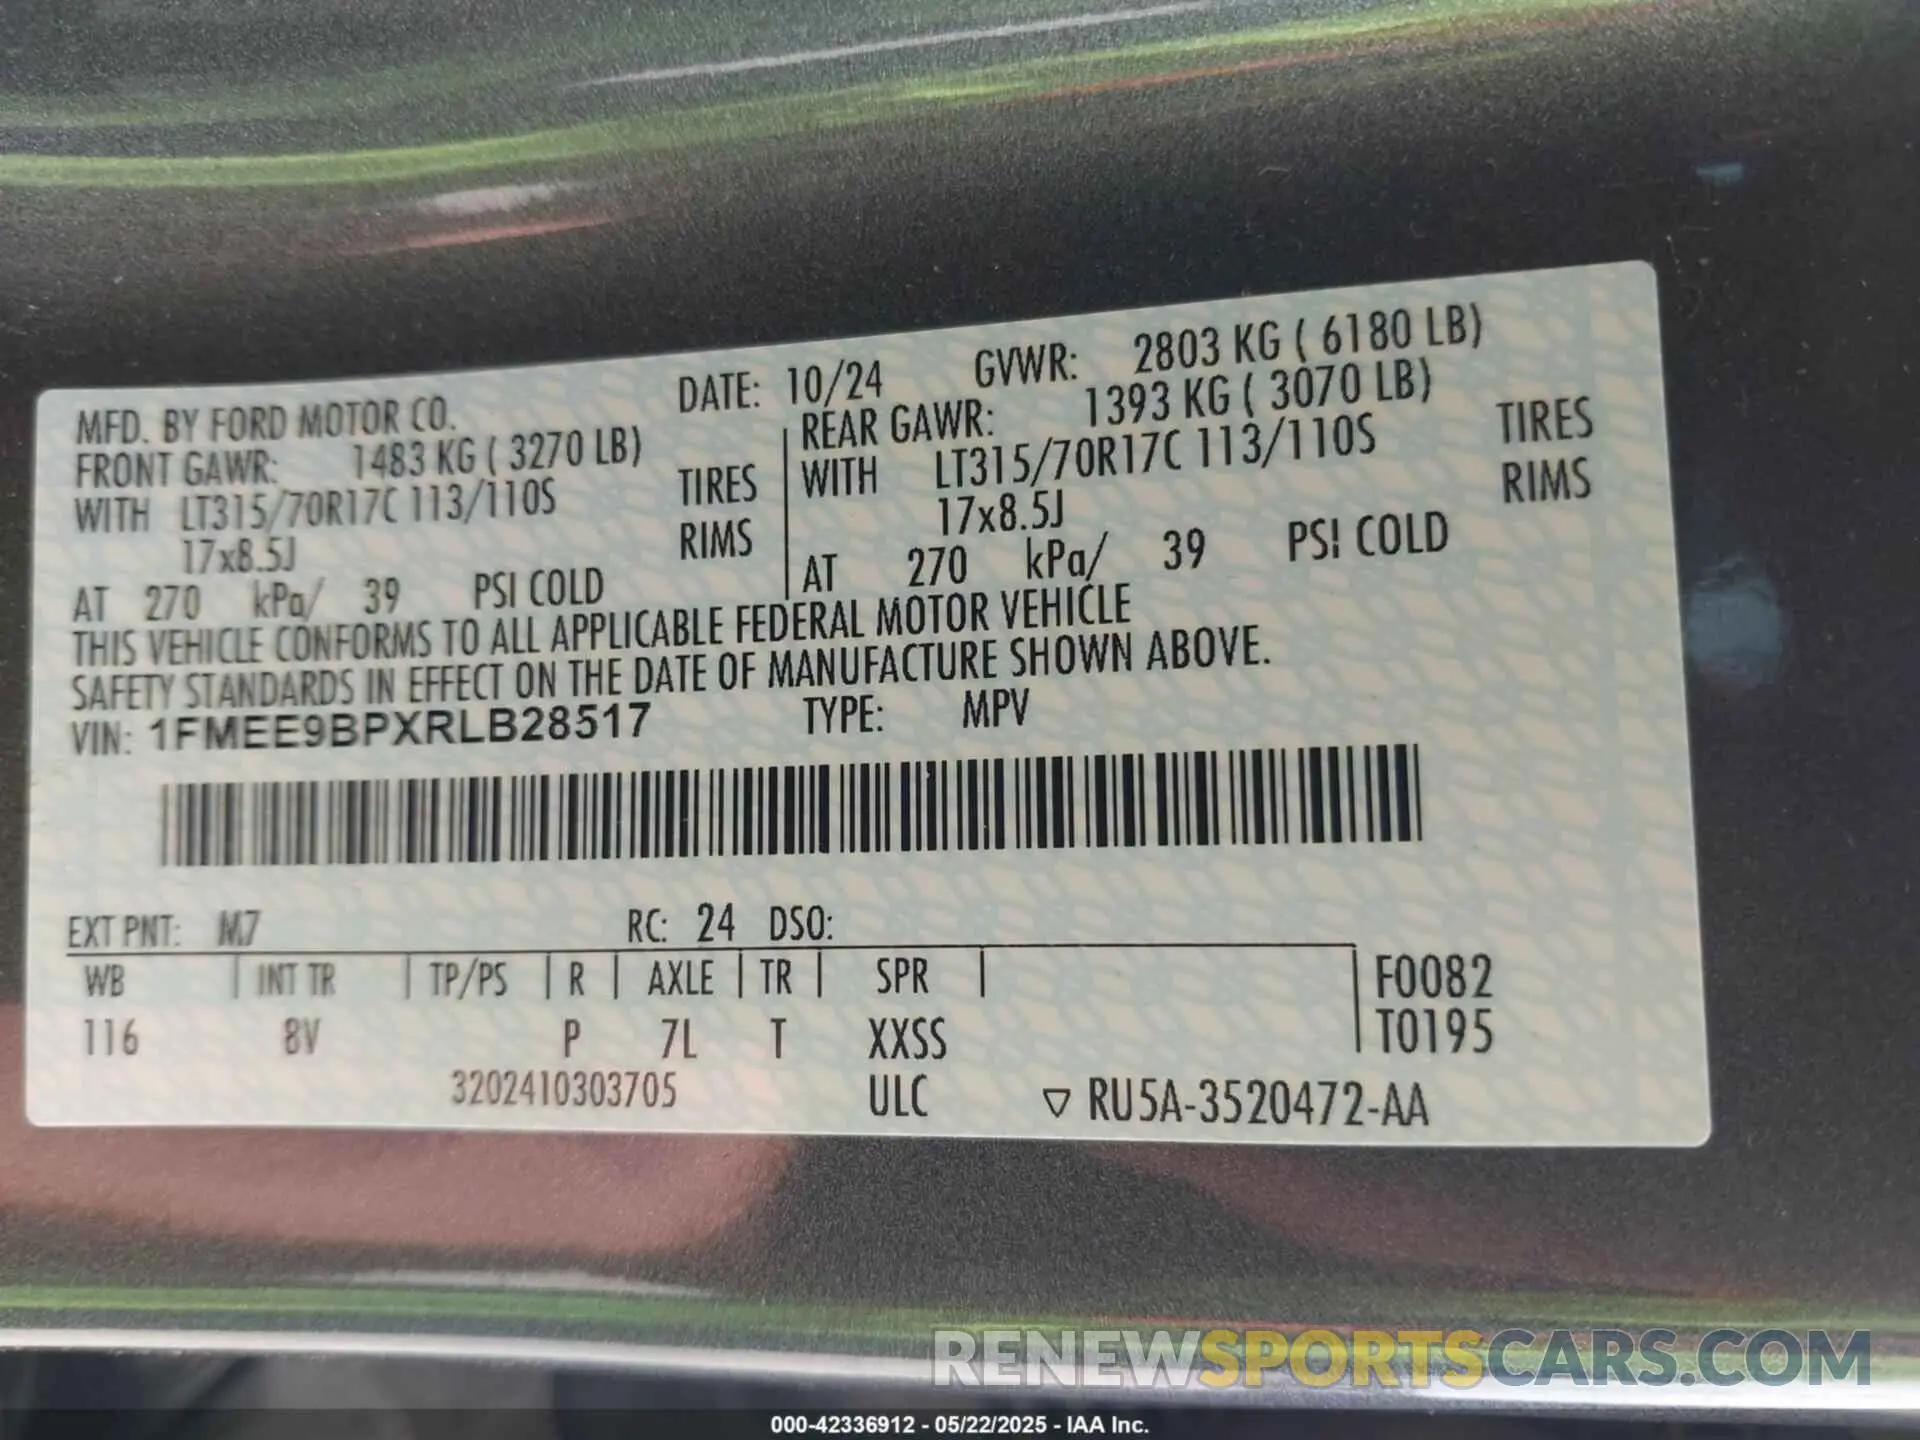 MFD. BY FORD MOTOR CO. DATE: 10/24 GVWR: 2803 KG ( 6180 LB)
FRONT GAWR: 1483 KG ( 3270 LB) REAR GAWR: 1393 KG ( 3070 LB)
WITH LT315/70R17C 113/110S TIRES WITH LT315/70R17C 113/110S TIRES
17x8.5J RIMS 17x8.5J RIMS
AT 270 kPa/ 39 PSI COLD AT 270 kPa/ 39 PSI COLD
THIS VEHICLE CONFORMS TO ALL APPLICABLE FEDERAL MOTOR VEHICLE
SAFETY STANDARDS IN EFFECT ON THE DATE OF MANUFACTURE SHOWN ABOVE.
VIN: 1FMEE9BPXRLB28517 TYPE: MPV
EXT PNT: M7 RC: 24 DSO:
WB INT TR TP/PS R AXLE TR SPR F0082
116 8V P 7L T XXSS T0195
3202410303705 ULC ▽ RU5A-3520472-AA
RENEWSPORTSCARS.COM
000-42336912 - 05/22/2025 - IAA Inc.